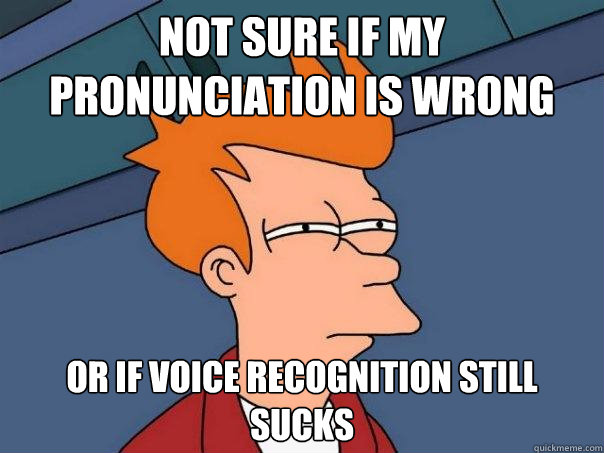 NOT SURE IF MY
PRONUNCIATION IS WRONG
OR IF VOICE RECOGNITION STILL
SUCKS
quickmeme.com